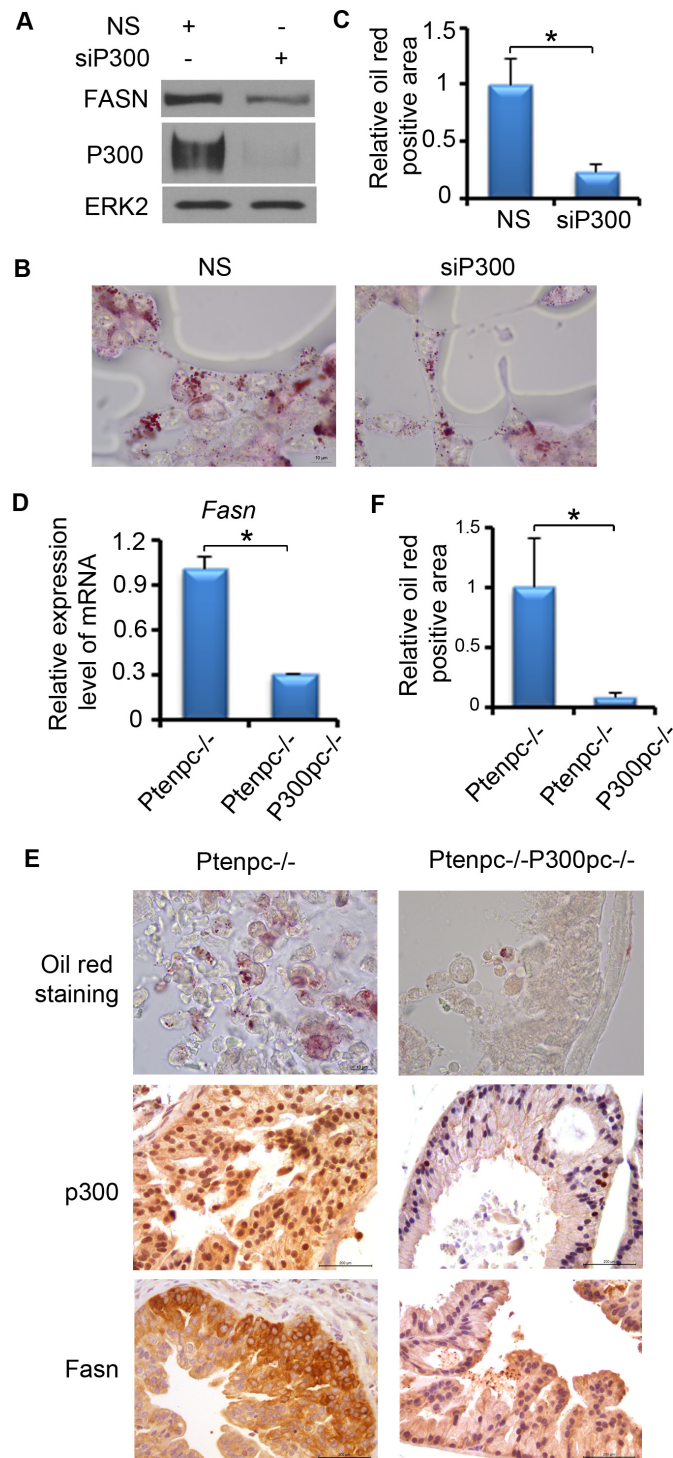 A
NS + -
siP300 - +
FASN
P300
ERK2
C
Relative oil red
positive area
1.5
1
0.5
0
*
NS siP300
B
NS siP300
10 µm
D
Fasn
Relative expression
level of mRNA
1.2
0.9
0.6
0.3
0
*
Ptenpc-/-
Ptenpc-/-
P300pc-/-
F
Relative oil red
positive area
1.5
1
0.5
0
*
Ptenpc-/-
Ptenpc-/-
P300pc-/-
E
Ptenpc-/- Ptenpc-/-P300pc-/-
Oil red
staining
p300
Fasn